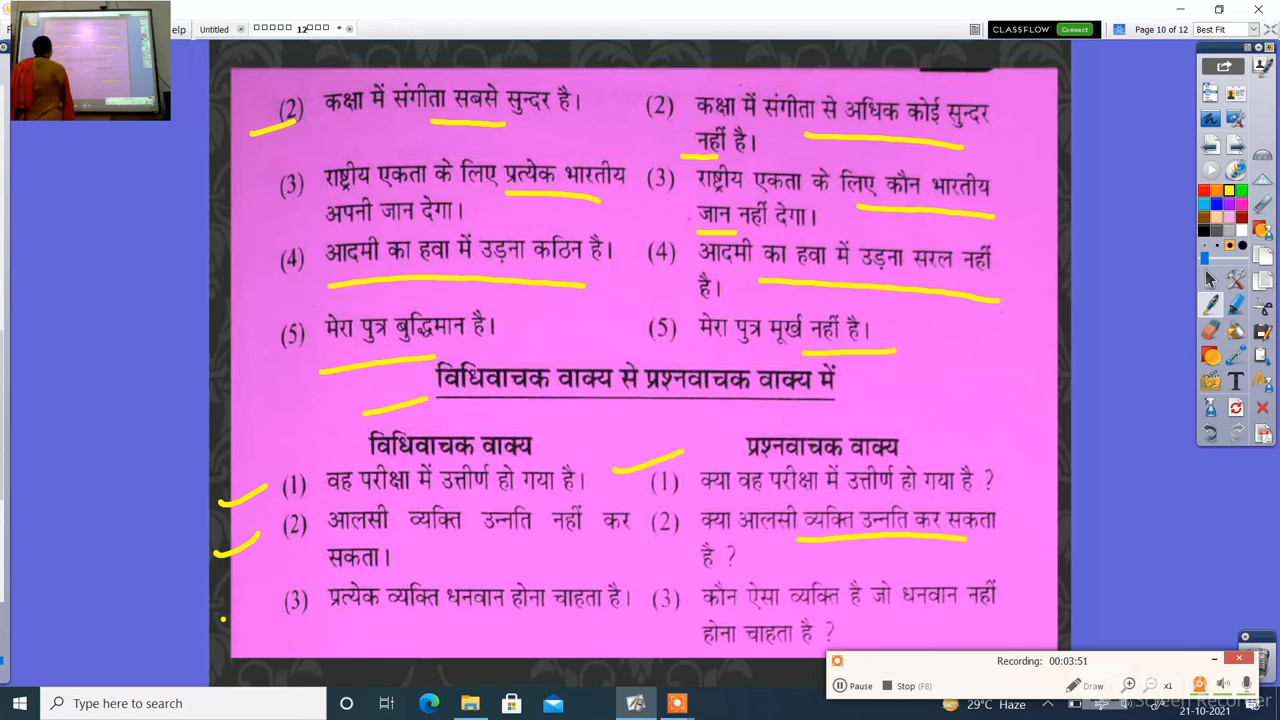 help
Untitled
12
CLASSFLOW
Connect
Page 10 of 12
Best Fit
(2) कक्षा में संगीता सबसे सुन्दर है।
(2) कक्षा में संगीता से अधिक कोई सुन्दर
नहीं है।
(3) राष्ट्रीय एकता के लिए प्रत्येक भारतीय
अपनी जान देगा।
(3) राष्ट्रीय एकता के लिए कौन भारतीय
जान नहीं देगा।
(4) आदमी का हवा में उड़ना कठिन है।
(4) आदमी का हवा में उड़ना सरल नहीं
है।
(5) मेरा पुत्र बुद्धिमान है।
(5) मेरा पुत्र मूर्ख नहीं है।
विधिवाचक वाक्य से प्रश्नवाचक वाक्य में
विधिवाचक वाक्य
प्रश्नवाचक वाक्य
(1) वह परीक्षा में उत्तीर्ण हो गया है।
(1) क्या वह परीक्षा में उत्तीर्ण हो गया है ?
(2) आलसी व्यक्ति उन्नति नहीं कर
सकता।
(2) क्या आलसी व्यक्ति उन्नति कर सकता
है ?
(3) प्रत्येक व्यक्ति धनवान होना चाहता है।
(3) कौन ऐसा व्यक्ति है जो धनवान नहीं
होना चाहता है ?
Recording: 00:03:51
Pause
Stop (F8)
Draw
x1
Type here to search
29°C Haze
21-10-2021
Screen Recorder